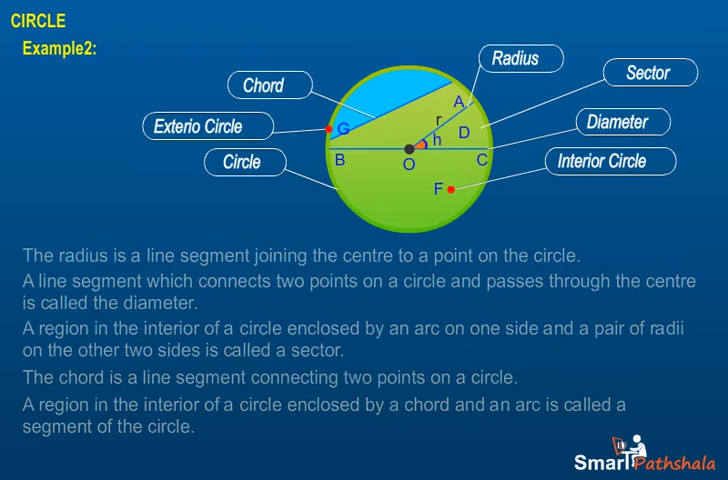 CIRCLE
Example2:
Radius
Chord
Sector
A
Exterio Circle
G
r
D
Diameter
h
Circle
B
O
C
Interior Circle
F
The radius is a line segment joining the centre to a point on the circle.
A line segment which connects two points on a circle and passes through the centre
is called the diameter.
A region in the interior of a circle enclosed by an arc on one side and a pair of radii
on the other two sides is called a sector.
The chord is a line segment connecting two points on a circle.
A region in the interior of a circle enclosed by a chord and an arc is called a
segment of the circle.
Smart Pathshala